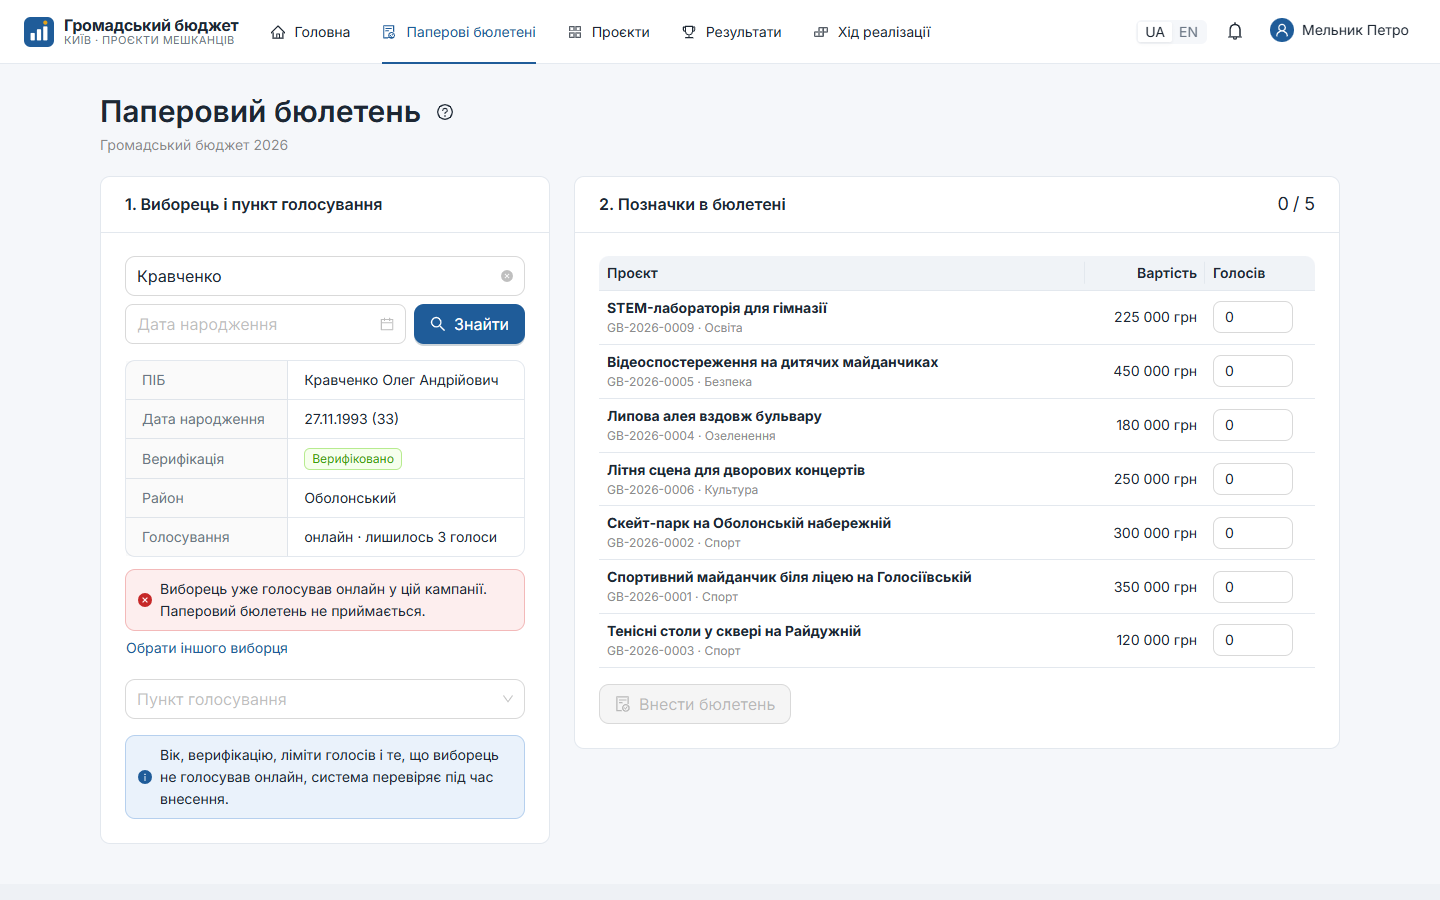 Громадський бюджет
КИЇВ · ПРОЄКТИ МЕШКАНЦІВ
Головна
Паперові бюлетені
Проєкти
Результати
Хід реалізації
UA EN
Мельник Петро
Паперовий бюлетень
Громадський бюджет 2026
1. Виборець і пункт голосування
Кравченко
Дата народження
Знайти
ПІБ
Кравченко Олег Андрійович
Дата народження
27.11.1993 (33)
Верифікація
Верифіковано
Район
Оболонський
Голосування
онлайн · лишилось 3 голоси
Виборець уже голосував онлайн у цій кампанії.
Паперовий бюлетень не приймається.
Обрати іншого виборця
Пункт голосування
Вік, верифікацію, ліміти голосів і те, що виборець
не голосував онлайн, система перевіряє під час
внесення.
2. Позначки в бюлетені
0 / 5
Проєкт
Вартість
Голосів
STEM-лабораторія для гімназії
GB-2026-0009 · Освіта
225 000 грн
0
Відеоспостереження на дитячих майданчиках
GB-2026-0005 · Безпека
450 000 грн
0
Липова алея вздовж бульвару
GB-2026-0004 · Озеленення
180 000 грн
0
Літня сцена для дворових концертів
GB-2026-0006 · Культура
250 000 грн
0
Скейт-парк на Оболонській набережній
GB-2026-0002 · Спорт
300 000 грн
0
Спортивний майданчик біля ліцею на Голосіївській
GB-2026-0001 · Спорт
350 000 грн
0
Тенісні столи у сквері на Райдужній
GB-2026-0003 · Спорт
120 000 грн
0
Внести бюлетень